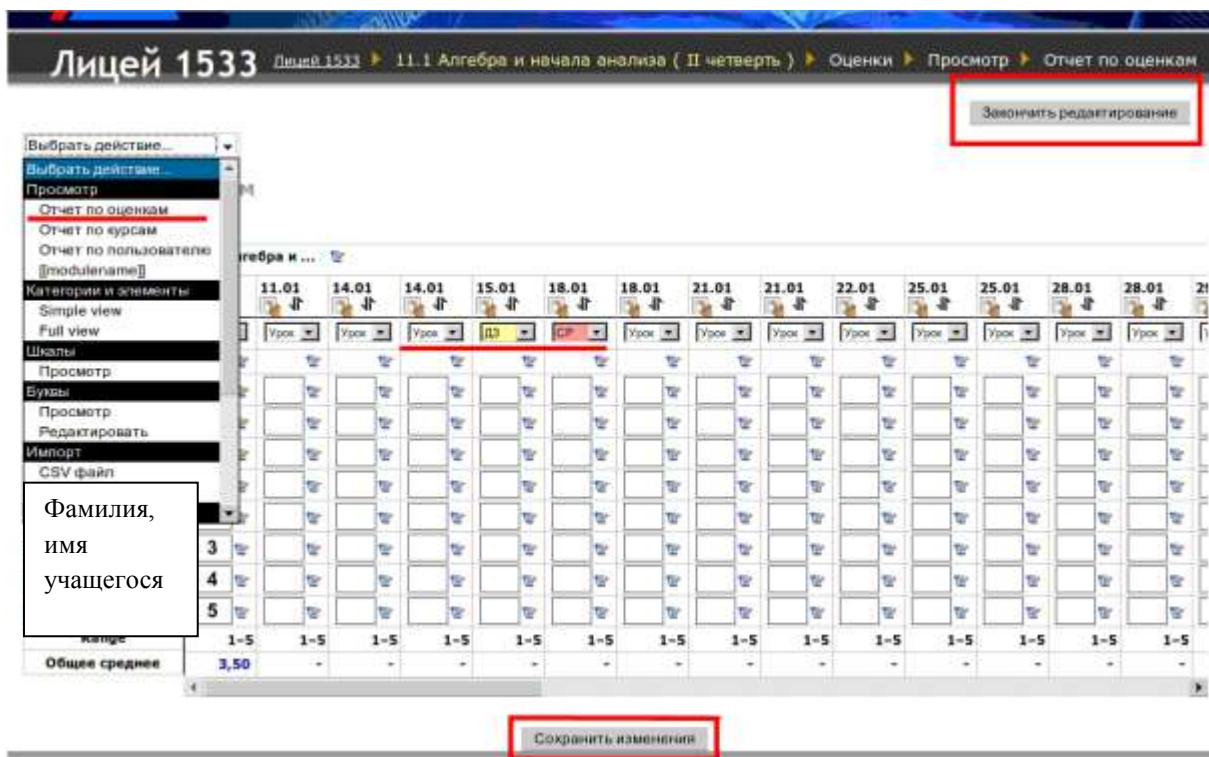 Лицей 1533 Лицей 1533 11.1 Алгебра и начала анализа ( II четверть ) Оценки Просмотр Отчет по оценкам
Закончить редактирование
Выбрать действие...
Выбрать действие...
Просмотр
Отчет по оценкам
Отчет по курсам
Отчет по пользователю
[[modulename]]
Категории и элементы
Simple view
Full view
Шкалы
Просмотр
Буквы
Просмотр
Редактировать
Импорт
CSV файл
гебра и ...
11.01 14.01 14.01 15.01 18.01 18.01 21.01 21.01 22.01 25.01 25.01 28.01 28.01
Урок Урок Урок ДЗ СР Урок Урок Урок Урок Урок Урок Урок Урок
Фамилия,
имя
учащегося
3
4
5
Range 1-5 1-5 1-5 1-5 1-5 1-5 1-5 1-5 1-5 1-5 1-5 1-5 1-5 1-5
Общее среднее 3,50 - - - - - - - - - - - - -
Сохранить изменения